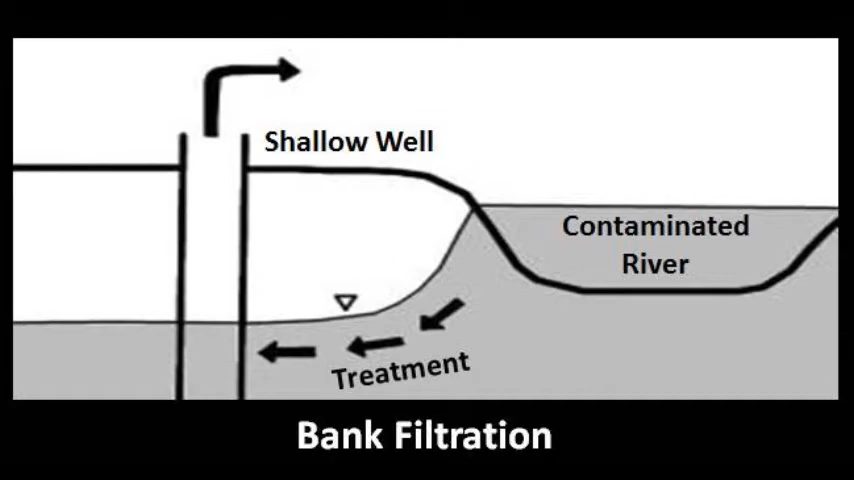 Shallow Well
Contaminated
River
Treatment
Bank Filtration